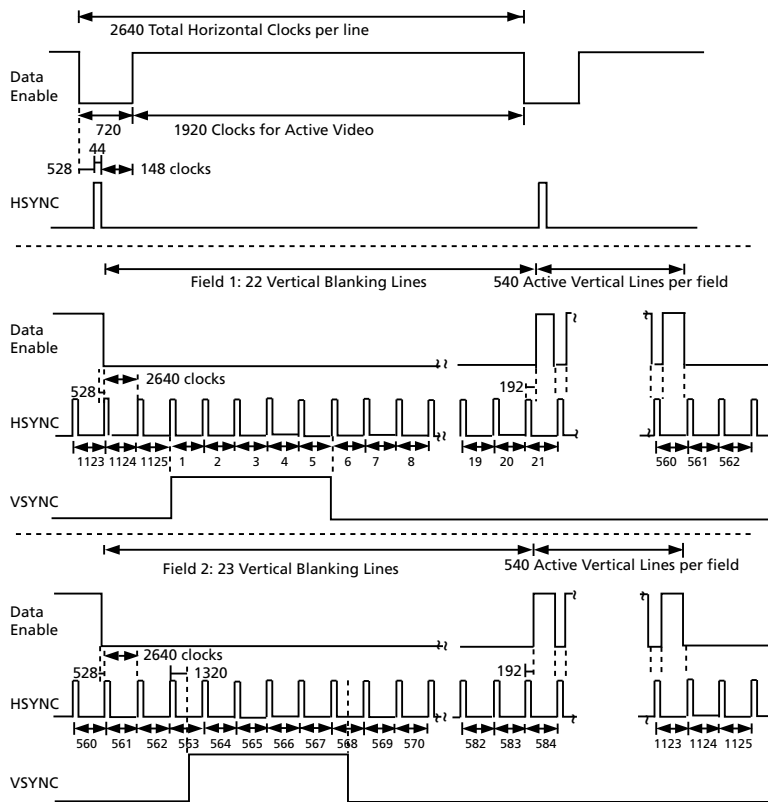 2640 Total Horizontal Clocks per line
Data
Enable
720
1920 Clocks for Active Video
44
528
148 clocks
HSYNC
Field 1: 22 Vertical Blanking Lines
540 Active Vertical Lines per field
Data
Enable
2640 clocks
528
192
HSYNC
1123 1124 1125 1 2 3 4 5 6 7 8 19 20 21 560 561 562
VSYNC
Field 2: 23 Vertical Blanking Lines
540 Active Vertical Lines per field
Data
Enable
2640 clocks
528
1320
192
HSYNC
560 561 562 563 564 565 566 567 568 569 570 582 583 584 1123 1124 1125
VSYNC